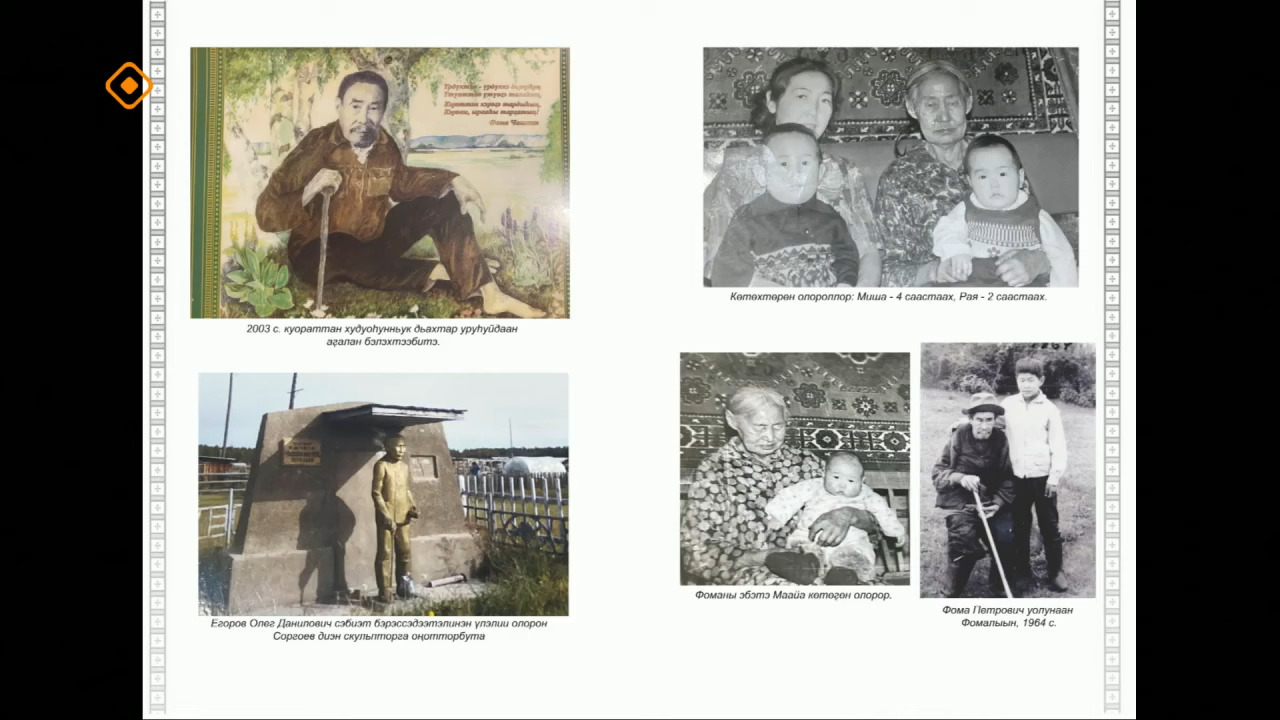 2003 с. куораттан худуоһунньук дьахтар уруһуйдаан
аҕалан бэлэхтээбитэ.
Егоров Олег Данилович сэбиэт бэрэссэдээтэлинэн үлэлии олорон
Соргоев диэн скульпторга оҥотторбута
Көтөхтөрөн олороллор: Миша - 4 саастаах, Рая - 2 саастаах.
Фоманы эбэтэ Маайа көтөҕөн олорор.
Фома Петрович уолунаан
Фомалыын, 1964 с.